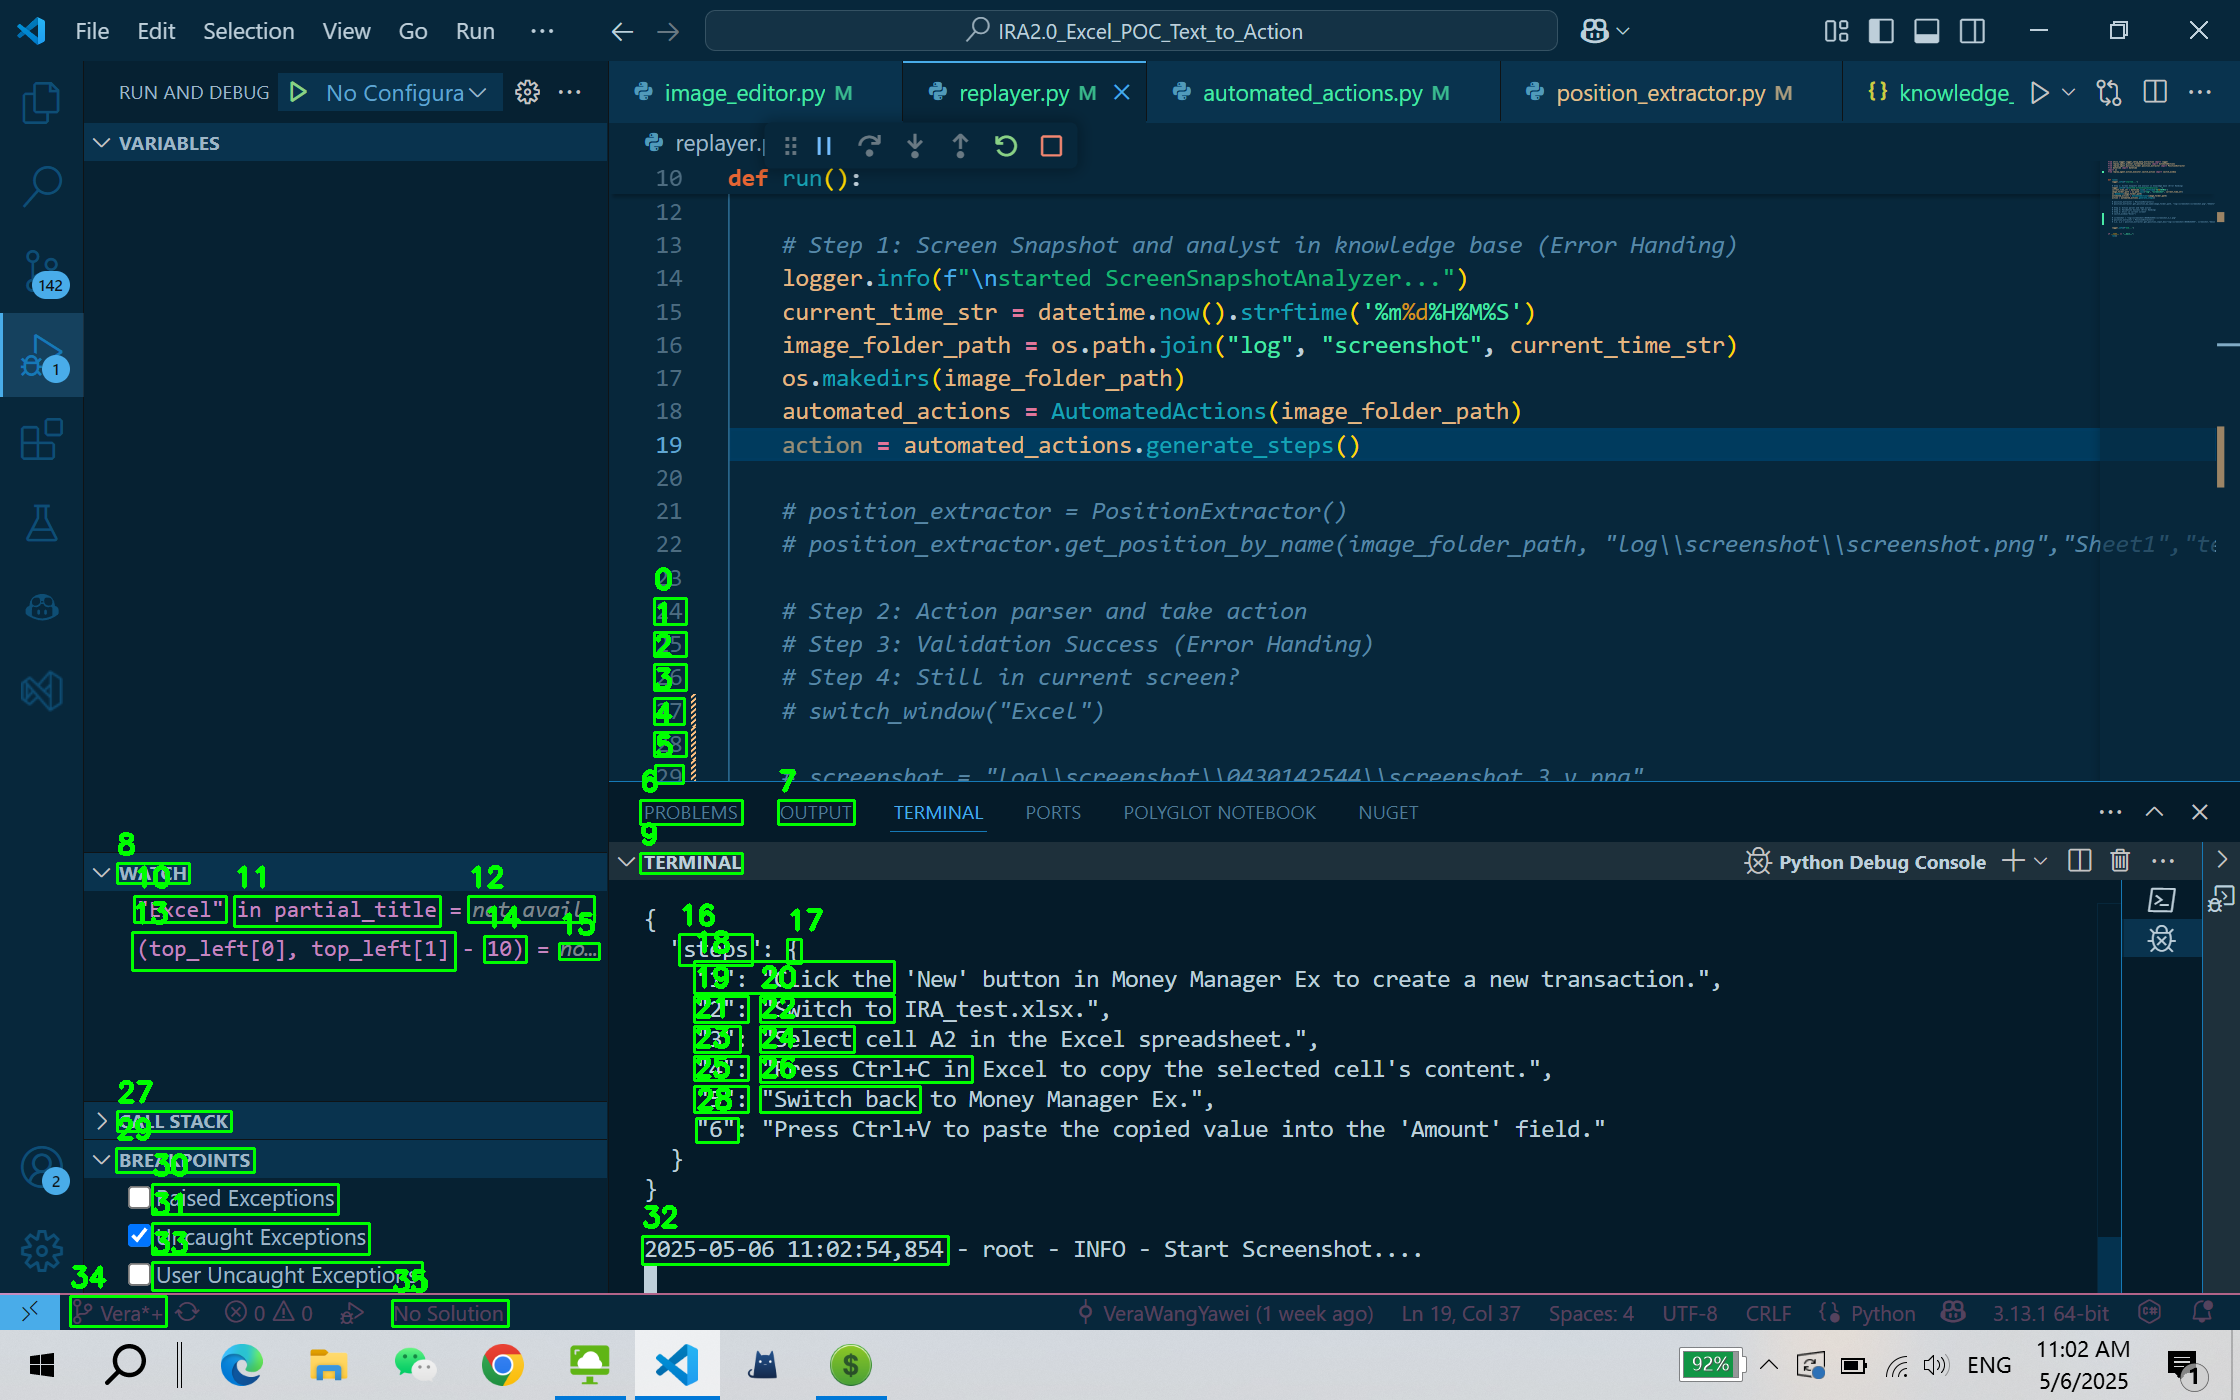 File Edit Selection View Go Run ...
IRA2.0_Excel_POC_Text_to_Action
RUN AND DEBUG No Configura
image_editor.py M
replayer.py M
automated_actions.py M
position_extractor.py M
{} knowledge_
VARIABLES
replayer.
10 def run():
12
13 # Step 1: Screen Snapshot and analyst in knowledge base (Error Handing)
14 logger.info(f"\nstarted ScreenSnapshotAnalyzer...")
15 current_time_str = datetime.now().strftime('%m%d%H%M%S')
16 image_folder_path = os.path.join("log", "screenshot", current_time_str)
17 os.makedirs(image_folder_path)
18 automated_actions = AutomatedActions(image_folder_path)
19 action = automated_actions.generate_steps()
20
21 # position_extractor = PositionExtractor()
22 # position_extractor.get_position_by_name(image_folder_path, "log\\screenshot\\screenshot.png","Sheet1","te
0
1 # Step 2: Action parser and take action
2 # Step 3: Validation Success (Error Handing)
3 # Step 4: Still in current screen?
4 # switch_window("Excel")
5
29 # screenshot = "log\\screenshot\\0430142544\\screenshot_3_v.png"
142
1
2
6 7
PROBLEMS OUTPUT TERMINAL PORTS POLYGLOT NOTEBOOK NUGET
9
TERMINAL
Python Debug Console
8
WATCH
10 11 12
"Excel" in partial_title = not avail
13 14 15
(top_left[0], top_left[1] - 10) = no...
{
16 17
'steps': {
18
19 20 "Click the 'New' button in Money Manager Ex to create a new transaction.",
21 "2": 22 "Switch to IRA_test.xlsx.",
23 "3": 24 "Select cell A2 in the Excel spreadsheet.",
25 "4": 26 "Press Ctrl+C in Excel to copy the selected cell's content.",
28 : "Switch back to Money Manager Ex.",
"6": "Press Ctrl+V to paste the copied value into the 'Amount' field."
}
}
32
2025-05-06 11:02:54,854 - root - INFO - Start Screenshot....
27
CALL STACK
29
BREAKPOINTS
30
Raised Exceptions
31
Uncaught Exceptions
33
User Uncaught Exceptions
34 35
Vera*+ 0 0 No Solution
VeraWangYawei (1 week ago) Ln 19, Col 37 Spaces: 4 UTF-8 CRLF {} Python 3.13.1 64-bit
92% ENG
11:02 AM
5/6/2025
1